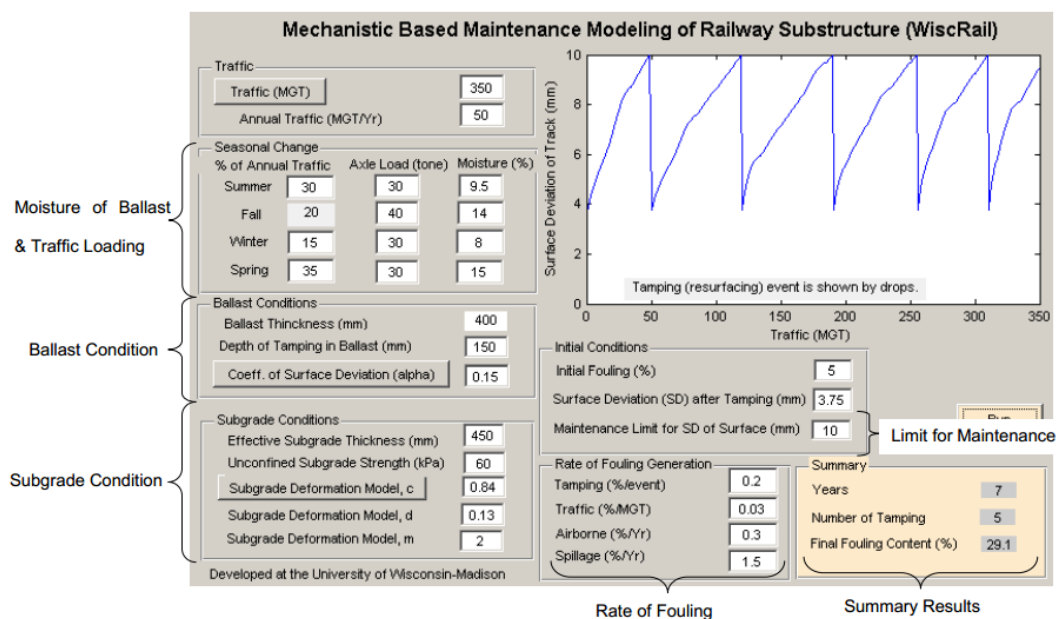 Mechanistic Based Maintenance Modeling of Railway Substructure (WiscRail)
Traffic
Traffic (MGT) 350
Annual Traffic (MGT/Yr) 50
Seasonal Change
% of Annual Traffic Axle Load (tone) Moisture (%)
Summer 30 30 9.5
Fall 20 40 14
Winter 15 30 8
Spring 35 30 15
Moisture of Ballast
& Traffic Loading
Ballast Conditions
Ballast Thinckness (mm) 400
Depth of Tamping in Ballast (mm) 150
Coeff. of Surface Deviation (alpha) 0.15
Ballast Condition
Subgrade Conditions
Effective Subgrade Thickness (mm) 450
Unconfined Subgrade Strength (kPa) 60
Subgrade Deformation Model, c 0.84
Subgrade Deformation Model, d 0.13
Subgrade Deformation Model, m 2
Subgrade Condition
Developed at the University of Wisconsin-Madison
Surface Deviation of Track (mm)
10
8
6
4
2
0
Tamping (resurfacing) event is shown by drops.
0 50 100 150 200 250 300 350
Traffic (MGT)
Initial Conditions
Initial Fouling (%) 5
Surface Deviation (SD) after Tamping (mm) 3.75
Maintenance Limit for SD of Surface (mm) 10
Limit for Maintenance
Rate of Fouling Generation
Tamping (%/event) 0.2
Traffic (%/MGT) 0.03
Airborne (%/Yr) 0.3
Spillage (%/Yr) 1.5
Rate of Fouling
Summary
Years 7
Number of Tamping 5
Final Fouling Content (%) 29.1
Summary Results